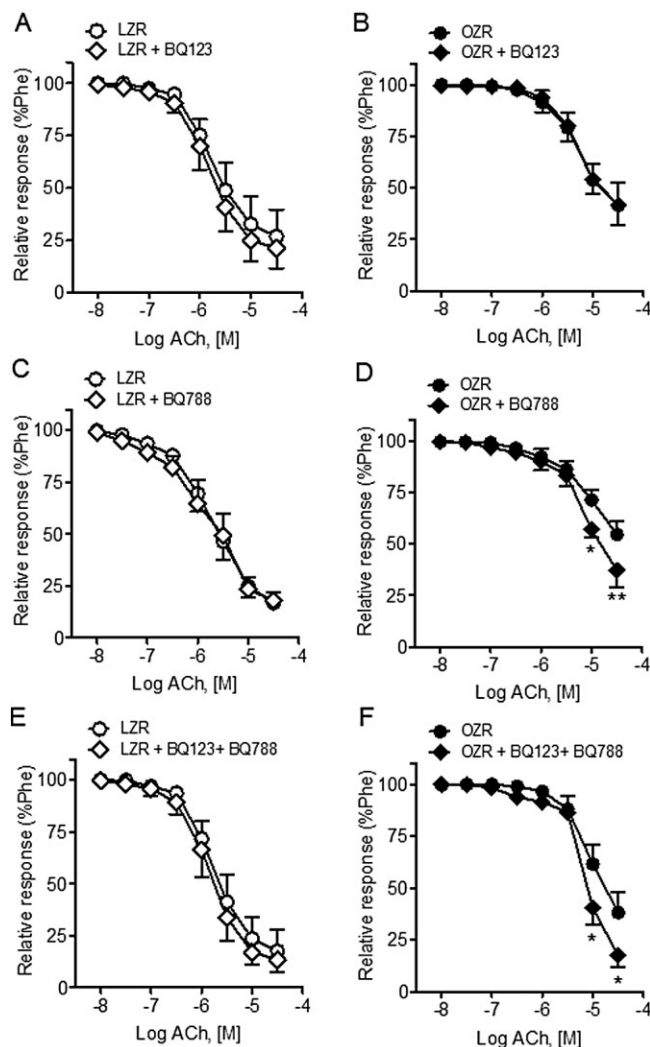 A
LZR
LZR + BQ123
Relative response (%Phe)
100
75
50
25
0
-8 -7 -6 -5 -4
Log ACh, [M]
B
OZR
OZR + BQ123
Relative response (%Phe)
100
75
50
25
0
-8 -7 -6 -5 -4
Log ACh, [M]
C
LZR
LZR + BQ788
Relative response (%Phe)
100
75
50
25
0
-8 -7 -6 -5 -4
Log ACh, [M]
D
OZR
OZR + BQ788
Relative response (%Phe)
100
75
50
25
0
*
**
-8 -7 -6 -5 -4
Log ACh, [M]
E
LZR
LZR + BQ123+ BQ788
Relative response (%Phe)
100
75
50
25
0
-8 -7 -6 -5 -4
Log ACh, [M]
F
OZR
OZR + BQ123+ BQ788
Relative response (%Phe)
100
75
50
25
0
*
*
-8 -7 -6 -5 -4
Log ACh, [M]